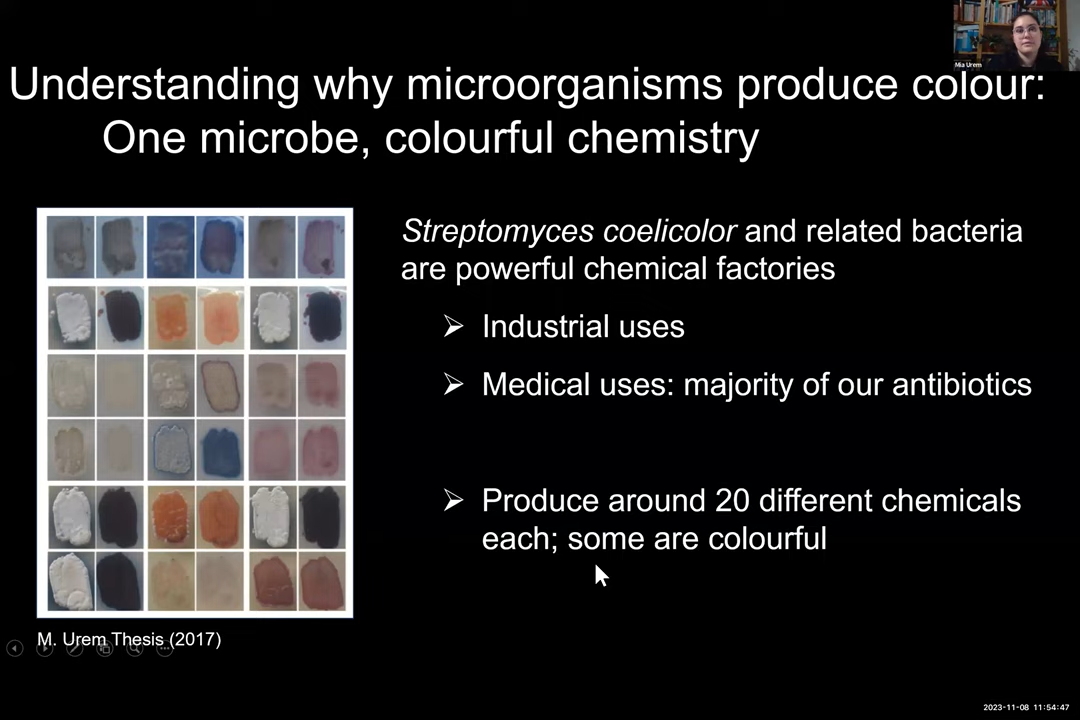 Mia Urem
Understanding why microorganisms produce colour:
One microbe, colourful chemistry
Streptomyces coelicolor and related bacteria
are powerful chemical factories
Industrial uses
Medical uses: majority of our antibiotics
Produce around 20 different chemicals
each; some are colourful
M. Urem Thesis (2017)
2023-11-08 11:54:47